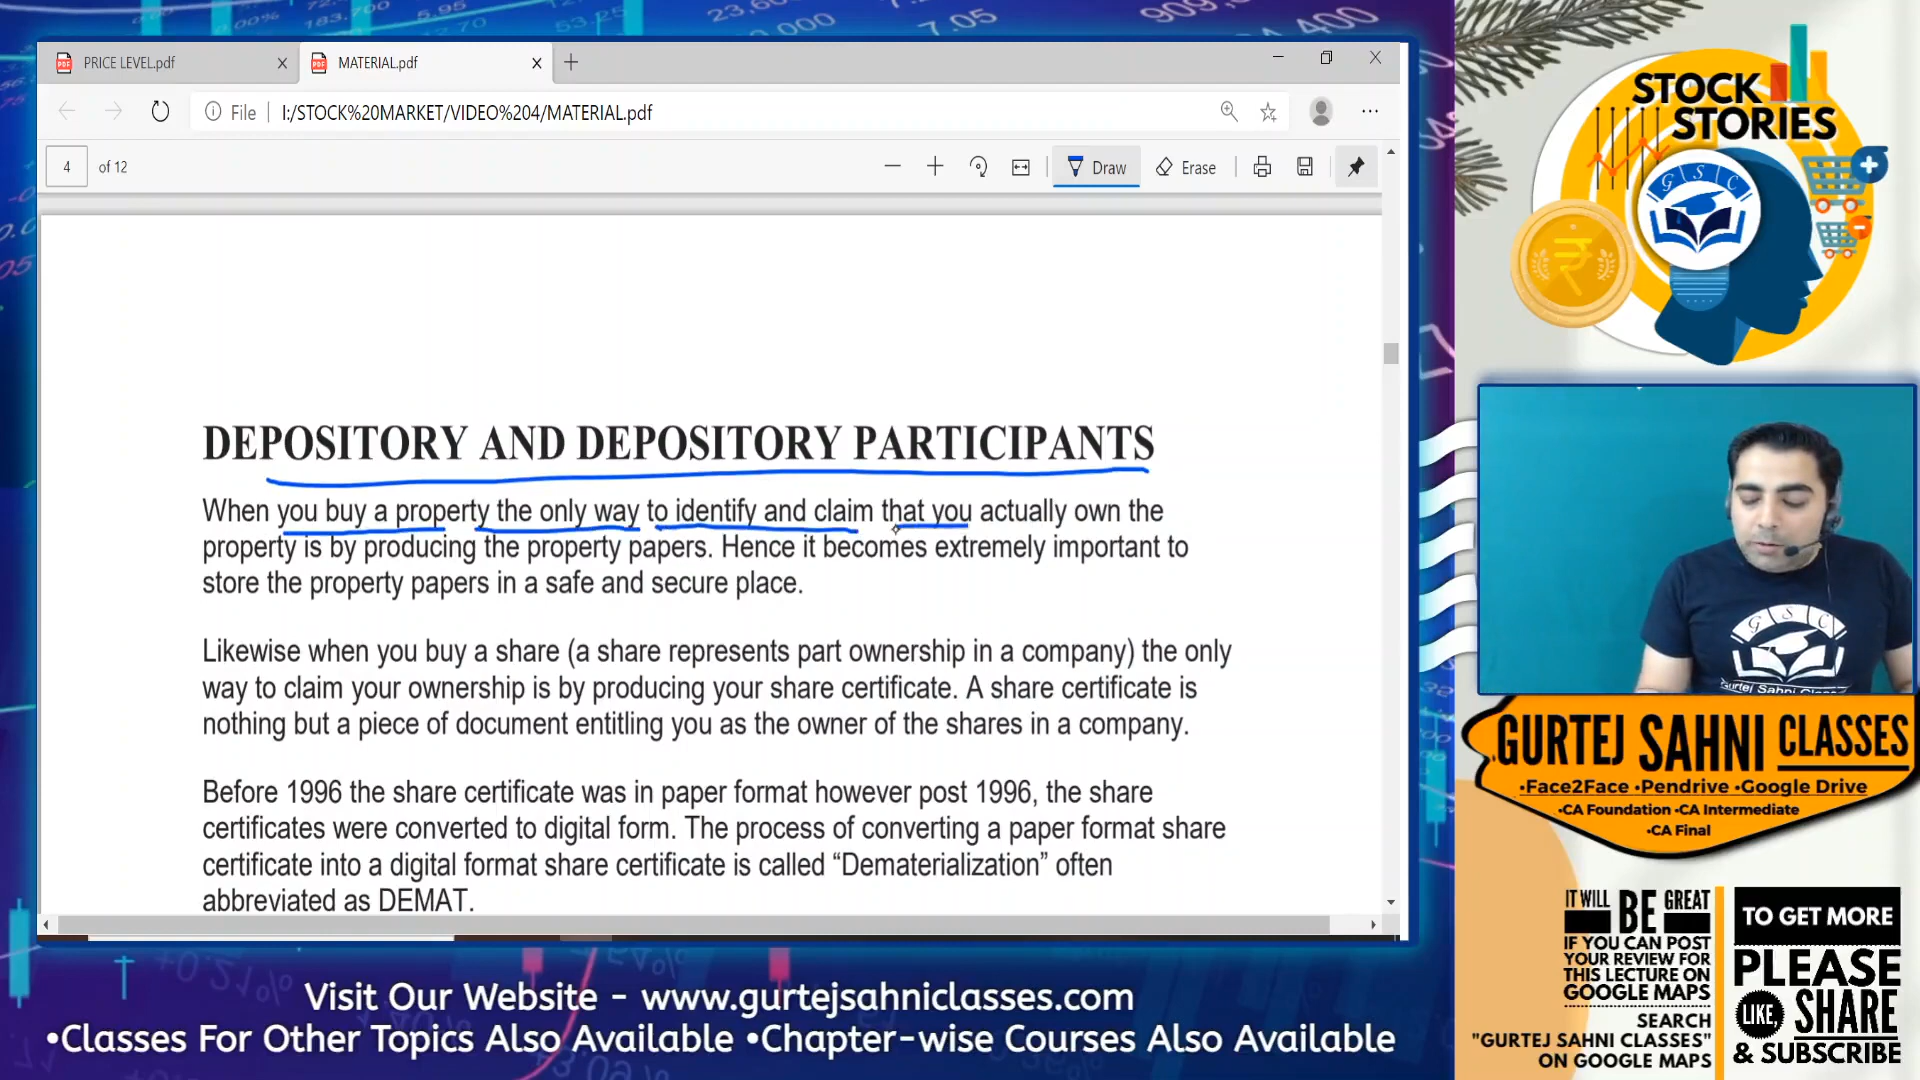 PRICE LEVEL.pdf
MATERIAL.pdf
File
I:/STOCK%20MARKET/VIDEO%204/MATERIAL.pdf
4 of 12
Draw
Erase
DEPOSITORY AND DEPOSITORY PARTICIPANTS
When you buy a property the only way to identify and claim that you actually own the
property is by producing the property papers. Hence it becomes extremely important to
store the property papers in a safe and secure place.
Likewise when you buy a share (a share represents part ownership in a company) the only
way to claim your ownership is by producing your share certificate. A share certificate is
nothing but a piece of document entitling you as the owner of the shares in a company.
Before 1996 the share certificate was in paper format however post 1996, the share
certificates were converted to digital form. The process of converting a paper format share
certificate into a digital format share certificate is called “Dematerialization” often
abbreviated as DEMAT.
STOCK
STORIES
G S C
₹
G S C
Gurtej Sahni
GURTEJ SAHNI CLASSES
•Face2Face •Pendrive •Google Drive
•CA Foundation •CA Intermediate
•CA Final
IT WILL BE GREAT
IF YOU CAN POST
YOUR REVIEW FOR
THIS LECTURE ON
GOOGLE MAPS
SEARCH
"GURTEJ SAHNI CLASSES"
ON GOOGLE MAPS
TO GET MORE
PLEASE
LIKE, SHARE
& SUBSCRIBE
Visit Our Website - www.gurtejsahniclasses.com
•Classes For Other Topics Also Available •Chapter-wise Courses Also Available